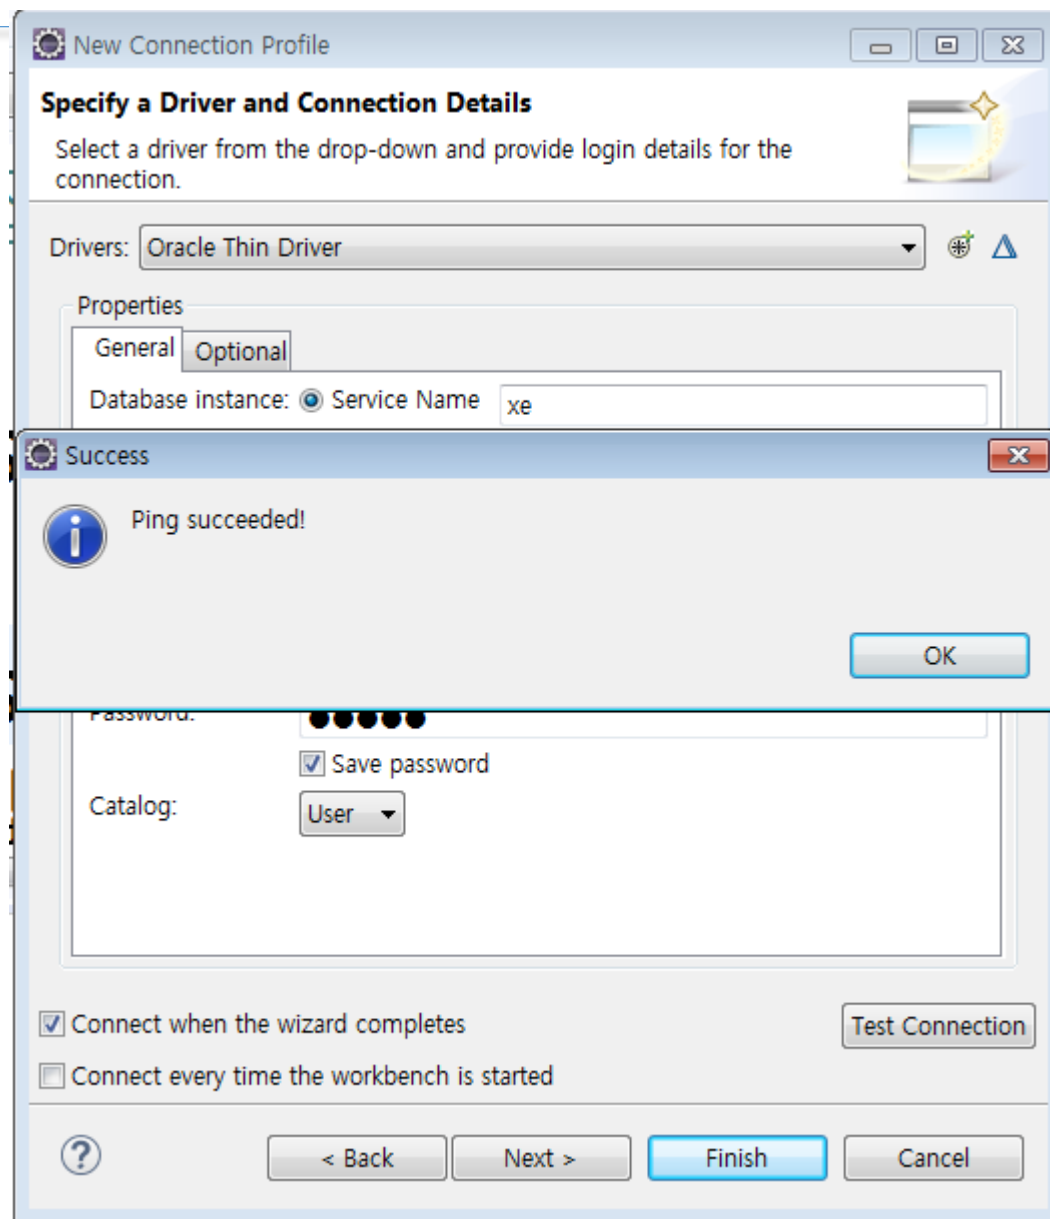 New Connection Profile
Specify a Driver and Connection Details
Select a driver from the drop-down and provide login details for the
connection.
Drivers: Oracle Thin Driver
Properties
General Optional
Database instance: Service Name xe
Success
Ping succeeded!
OK
Password: ●●●●●
Save password
Catalog: User
Connect when the wizard completes Test Connection
Connect every time the workbench is started
? < Back Next > Finish Cancel